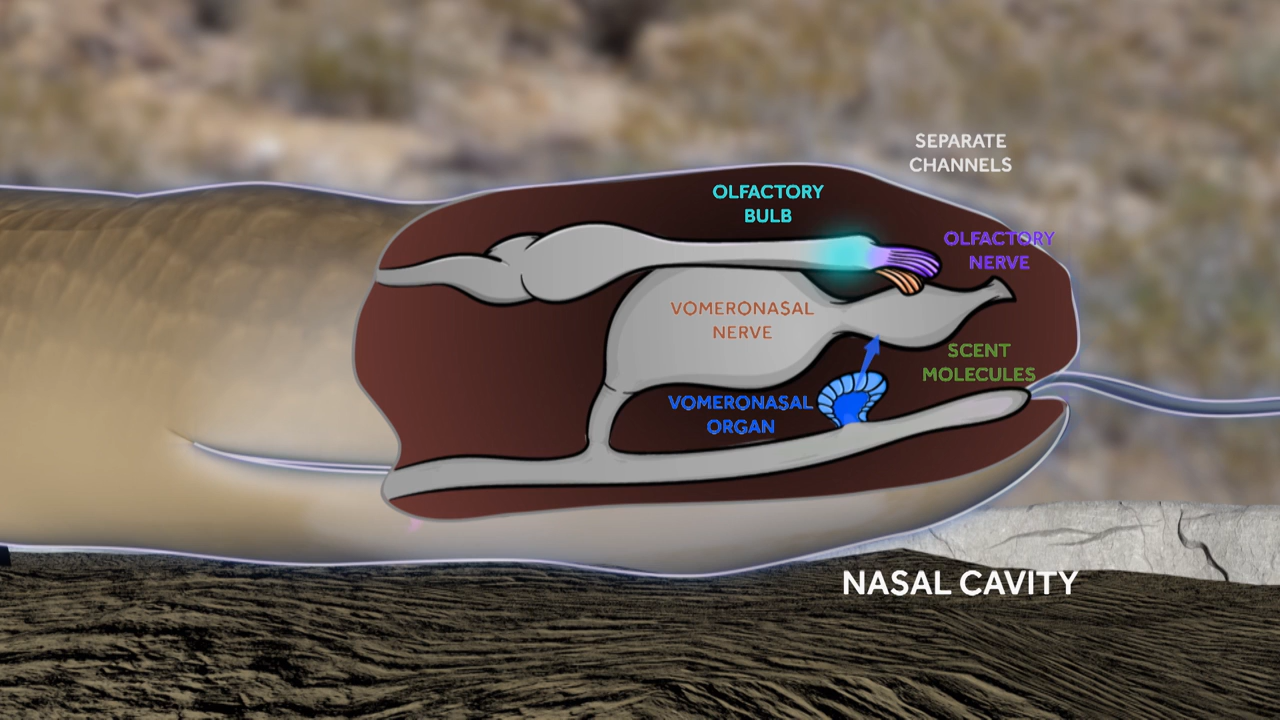 SEPARATE
CHANNELS
OLFACTORY
BULB
OLFACTORY
NERVE
VOMERONASAL
NERVE
SCENT
MOLECULES
VOMERONASAL
ORGAN
NASAL CAVITY